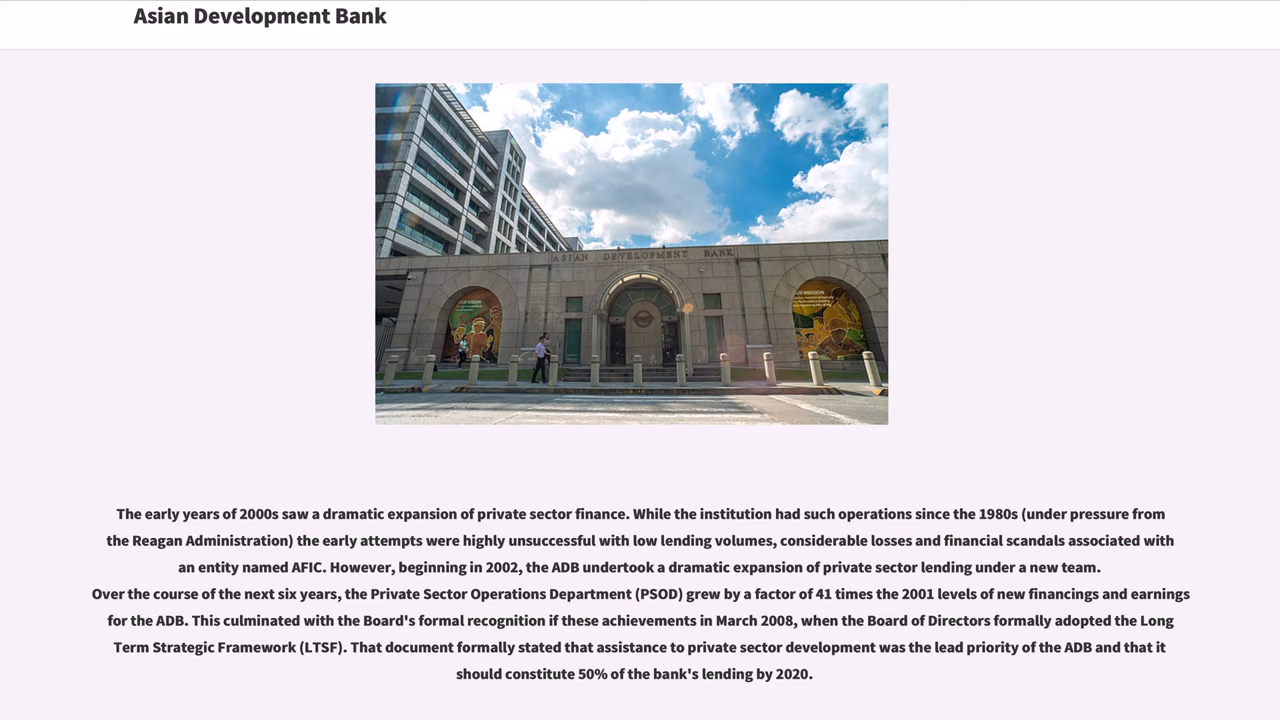 Asian Development Bank
ASIAN DEVELOPMENT BANK
OUR VISION
OUR MISSION
The early years of 2000s saw a dramatic expansion of private sector finance. While the institution had such operations since the 1980s (under pressure from
the Reagan Administration) the early attempts were highly unsuccessful with low lending volumes, considerable losses and financial scandals associated with
an entity named AFIC. However, beginning in 2002, the ADB undertook a dramatic expansion of private sector lending under a new team.
Over the course of the next six years, the Private Sector Operations Department (PSOD) grew by a factor of 41 times the 2001 levels of new financings and earnings
for the ADB. This culminated with the Board's formal recognition if these achievements in March 2008, when the Board of Directors formally adopted the Long
Term Strategic Framework (LTSF). That document formally stated that assistance to private sector development was the lead priority of the ADB and that it
should constitute 50% of the bank's lending by 2020.